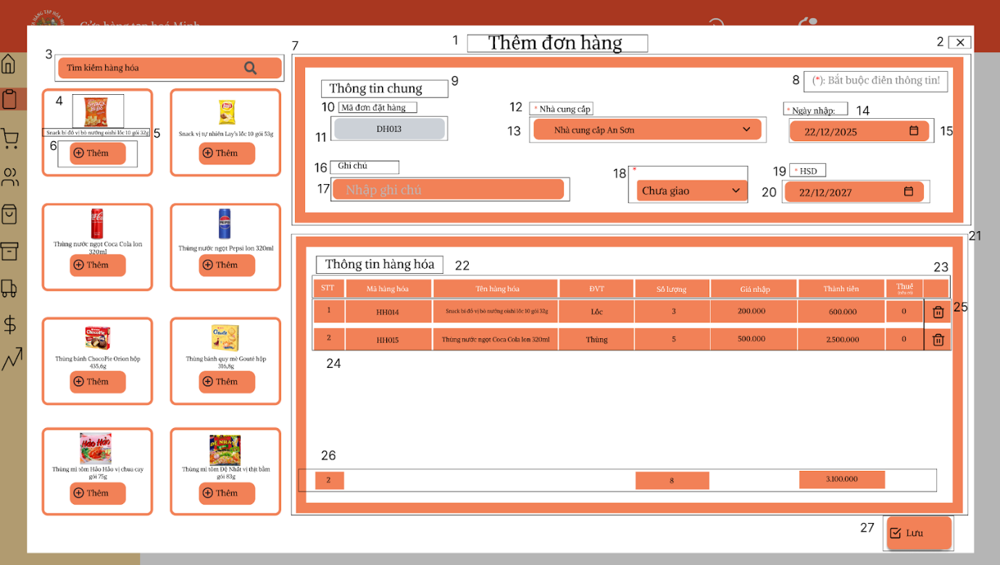 Cửa hàng tạp hoá Minh
1
Thêm đơn hàng
2
3
Tìm kiếm hàng hóa
4
Snack bí đỏ vị bò nướng oishi lốc 10 gói 32g
5
6
Thêm
Snack vị tự nhiên Lay's lốc 10 gói 53g
Thêm
Thùng nước ngọt Coca Cola lon
320ml
Thêm
Thùng nước ngọt Pepsi lon 320ml
Thêm
Thùng bánh ChocoPie Orion hộp
435,6g
Thêm
Thùng bánh quy mè Gouté hộp
316,8g
Thêm
Thùng mì tôm Hảo Hảo vị chua cay
gói 75g
Thêm
Thùng mì tôm Đệ Nhất vị thịt bằm
gói 83g
Thêm
7
8
(*): Bắt buộc điền thông tin!
Thông tin chung
9
10
Mã đơn đặt hàng
11
DH013
12
* Nhà cung cấp
13
Nhà cung cấp An Sơn
* Ngày nhập:
14
22/12/2025
15
16
Ghi chú
17
Nhập ghi chú
18
*
Chưa giao
19
* HSD
20
22/12/2027
21
Thông tin hàng hóa
22
23
STT Mã hàng hóa Tên hàng hóa ĐVT Số lượng Giá nhập Thành tiền Thuế
(nếu có)
1 HH014 Snack bí đỏ vị bò nướng oishi lốc 10 gói 32g Lốc 3 200.000 600.000 0
25
2 HH015 Thùng nước ngọt Coca Cola lon 320ml Thùng 5 500.000 2.500.000 0
24
26
2 8 3.100.000
27
Lưu